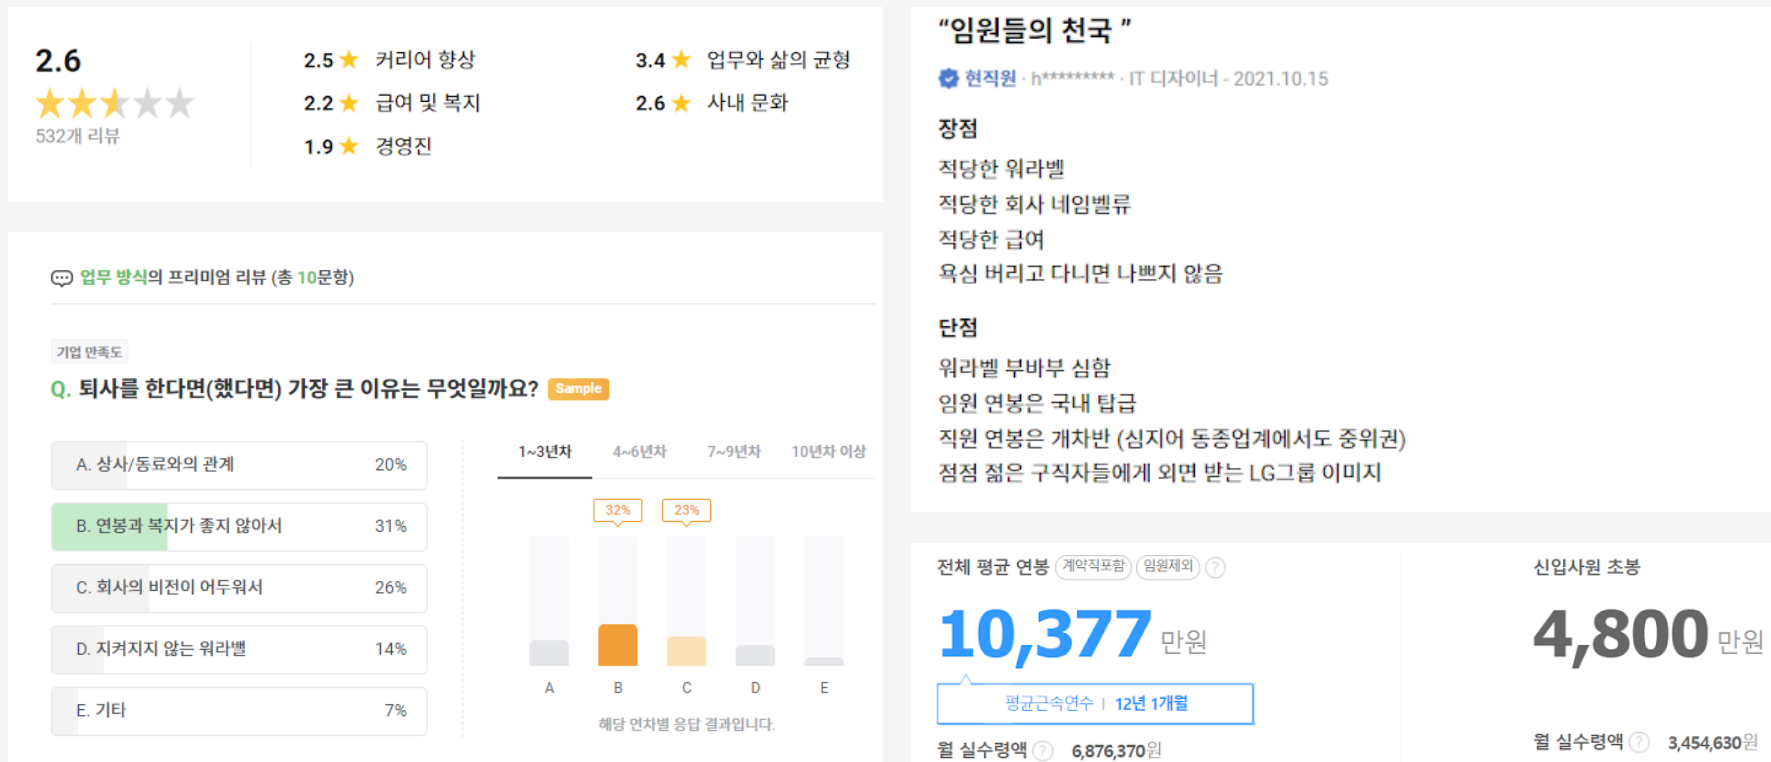 2.6
532개 리뷰
2.5 ★ 커리어 향상
2.2 ★ 급여 및 복지
1.9 ★ 경영진
3.4 ★ 업무와 삶의 균형
2.6 ★ 사내 문화
업무 방식의 프리미엄 리뷰 (총 10문항)
기업 만족도
Q. 퇴사를 한다면(했다면) 가장 큰 이유는 무엇일까요? Sample
A. 상사/동료와의 관계 20%
B. 연봉과 복지가 좋지 않아서 31%
C. 회사의 비전이 어두워서 26%
D. 지켜지지 않는 워라밸 14%
E. 기타 7%
1~3년차 4~6년차 7~9년차 10년차 이상
32% 23%
A B C D E
해당 연차별 응답 결과입니다.
“임원들의 천국 ”
현직원 · h********* · IT 디자이너 - 2021.10.15
장점
적당한 워라벨
적당한 회사 네임벨류
적당한 급여
욕심 버리고 다니면 나쁘지 않음
단점
워라벨 부바부 심함
임원 연봉은 국내 탑급
직원 연봉은 개차반 (심지어 동종업계에서도 중위권)
점점 젊은 구직자들에게 외면 받는 LG그룹 이미지
전체 평균 연봉 계약직포함 임원제외 ?
10,377 만원
평균근속연수 | 12년 1개월
월 실수령액 ? 6,876,370원
신입사원 초봉
4,800 만원
월 실수령액 ? 3,454,630원